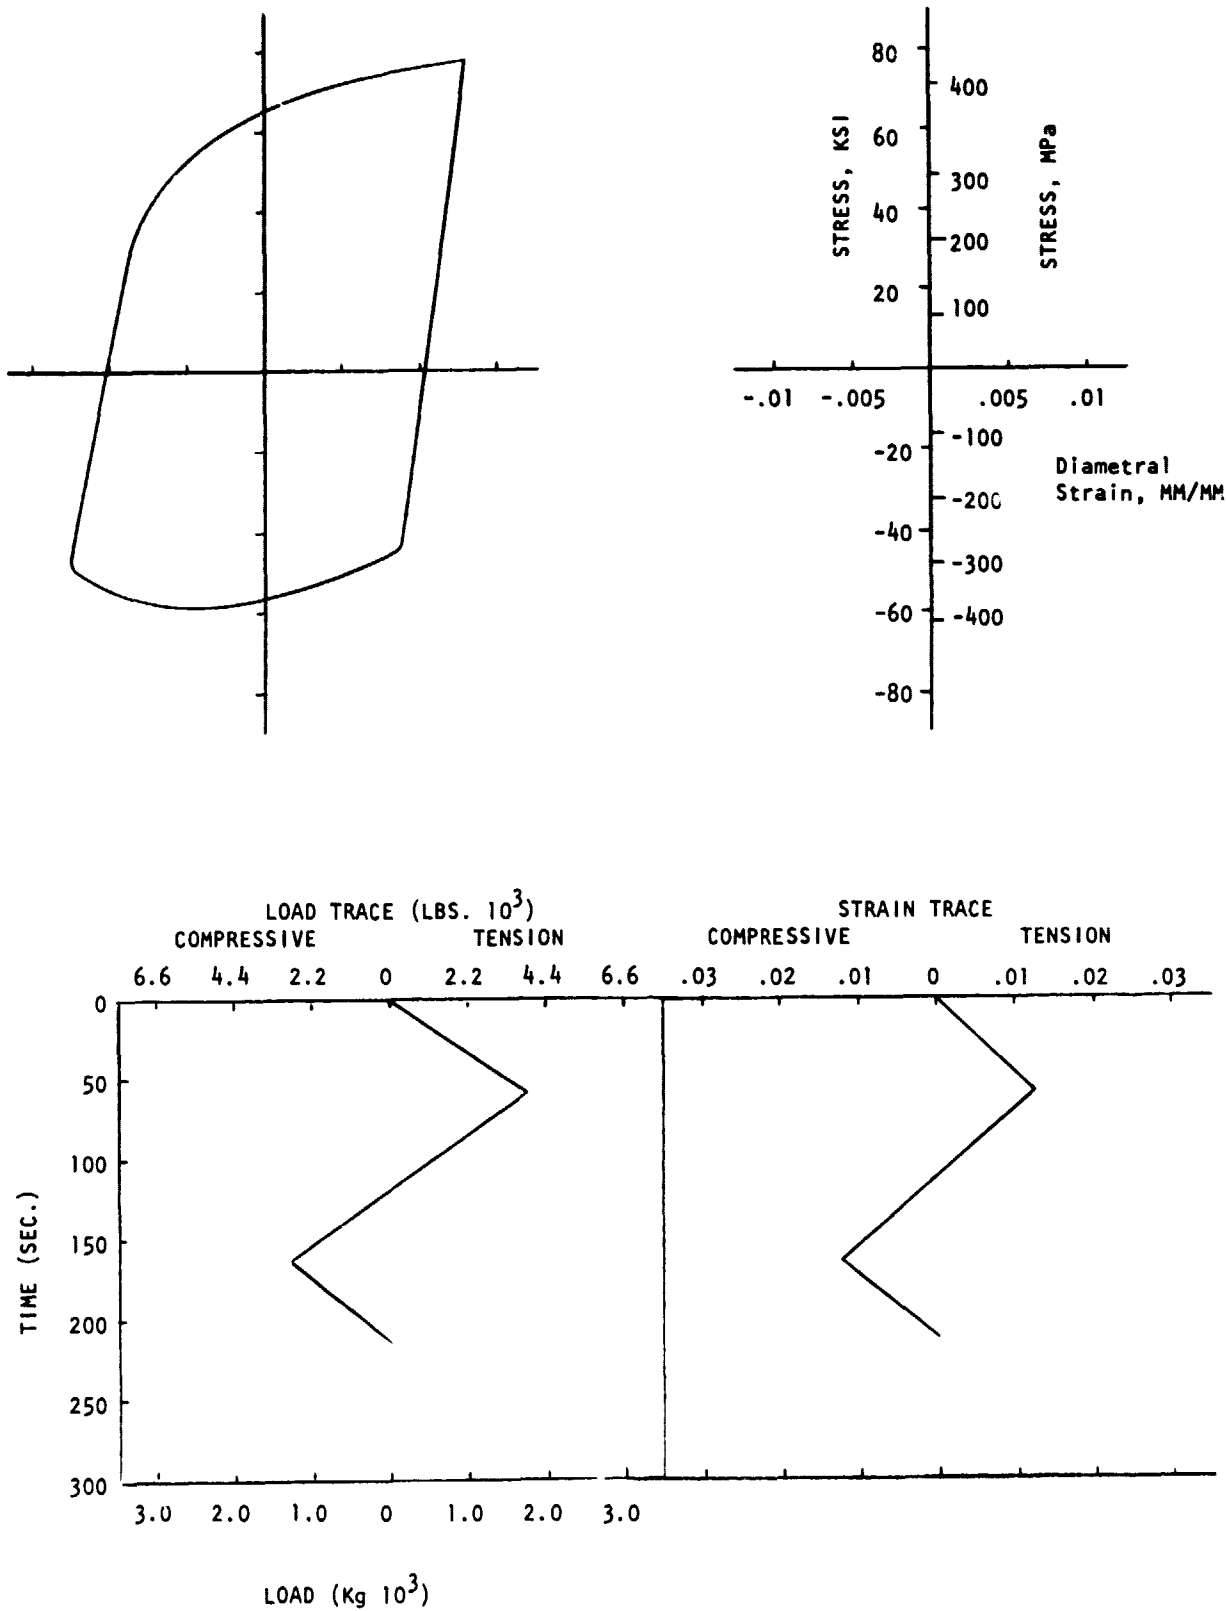 80
400
60
STRESS, KSI
STRESS, MPa
300
40
200
20
100
-.01 -.005 .005 .01
-100
-20
Diametral
Strain, MM/MM
-200
-40
-300
-60
-400
-80
LOAD TRACE (LBS. 10³)
COMPRESSIVE TENSION
6.6 4.4 2.2 0 2.2 4.4 6.6
STRAIN TRACE
COMPRESSIVE TENSION
.03 .02 .01 0 .01 .02 .03
0
50
100
150
200
250
300
TIME (SEC.)
3.0 2.0 1.0 0 1.0 2.0 3.0
LOAD (Kg 10³)